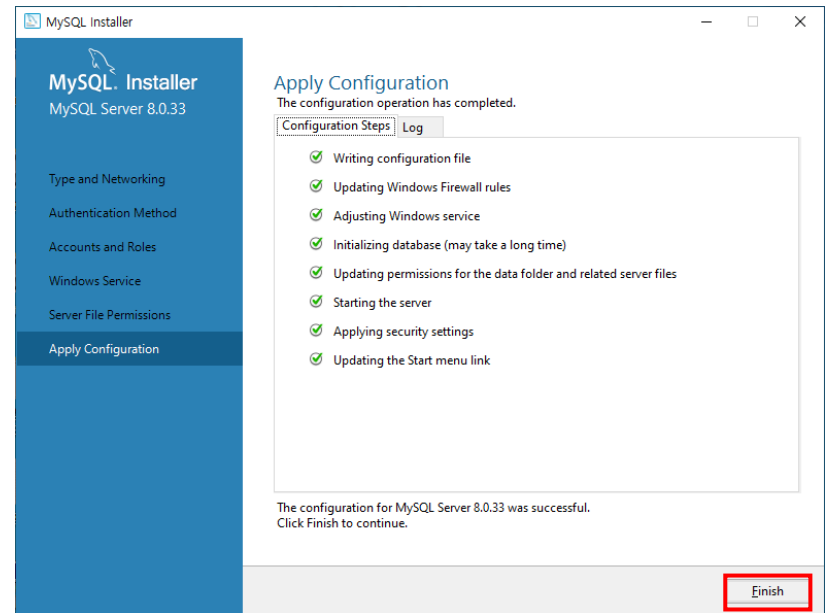 MySQL Installer
MySQL. Installer
MySQL Server 8.0.33
Type and Networking
Authentication Method
Accounts and Roles
Windows Service
Server File Permissions
Apply Configuration
Apply Configuration
The configuration operation has completed.
Configuration Steps Log
Writing configuration file
Updating Windows Firewall rules
Adjusting Windows service
Initializing database (may take a long time)
Updating permissions for the data folder and related server files
Starting the server
Applying security settings
Updating the Start menu link
The configuration for MySQL Server 8.0.33 was successful.
Click Finish to continue.
Finish